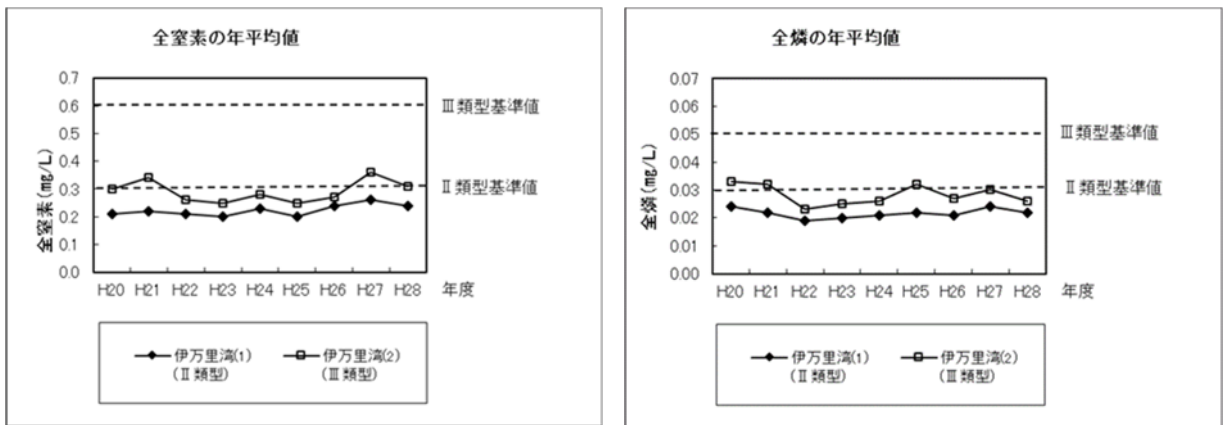 全窒素の年平均値
全窒素(mg/L)
0.7
0.6
0.5
0.4
0.3
0.2
0.1
0.0
Ⅲ類型基準値
Ⅱ類型基準値
H20 H21 H22 H23 H24 H25 H26 H27 H28 年度
伊万里湾(1) 伊万里湾(2)
(Ⅱ類型) (Ⅲ類型)
全燐の年平均値
全燐(mg/L)
0.07
0.06
0.05
0.04
0.03
0.02
0.01
0.00
Ⅲ類型基準値
Ⅱ類型基準値
H20 H21 H22 H23 H24 H25 H26 H27 H28 年度
伊万里湾(1) 伊万里湾(2)
(Ⅱ類型) (Ⅲ類型)